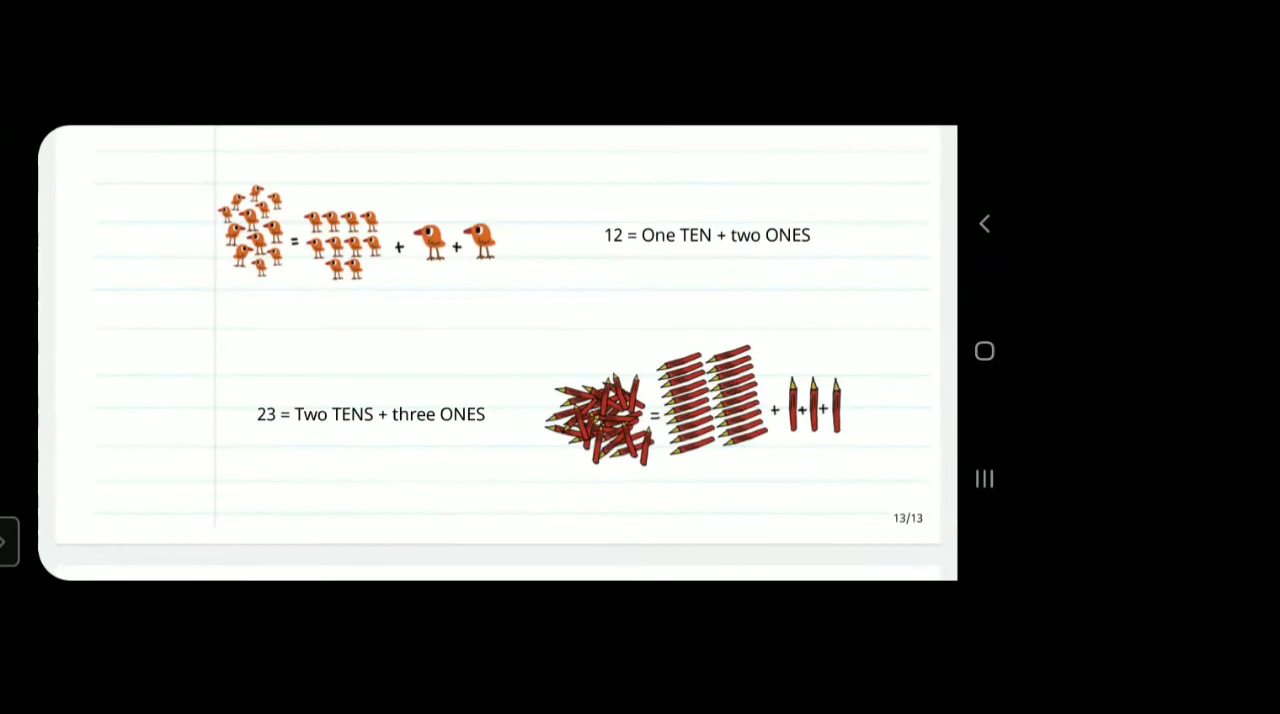 = + +
12 = One TEN + two ONES
23 = Two TENS + three ONES
= + + +
13/13